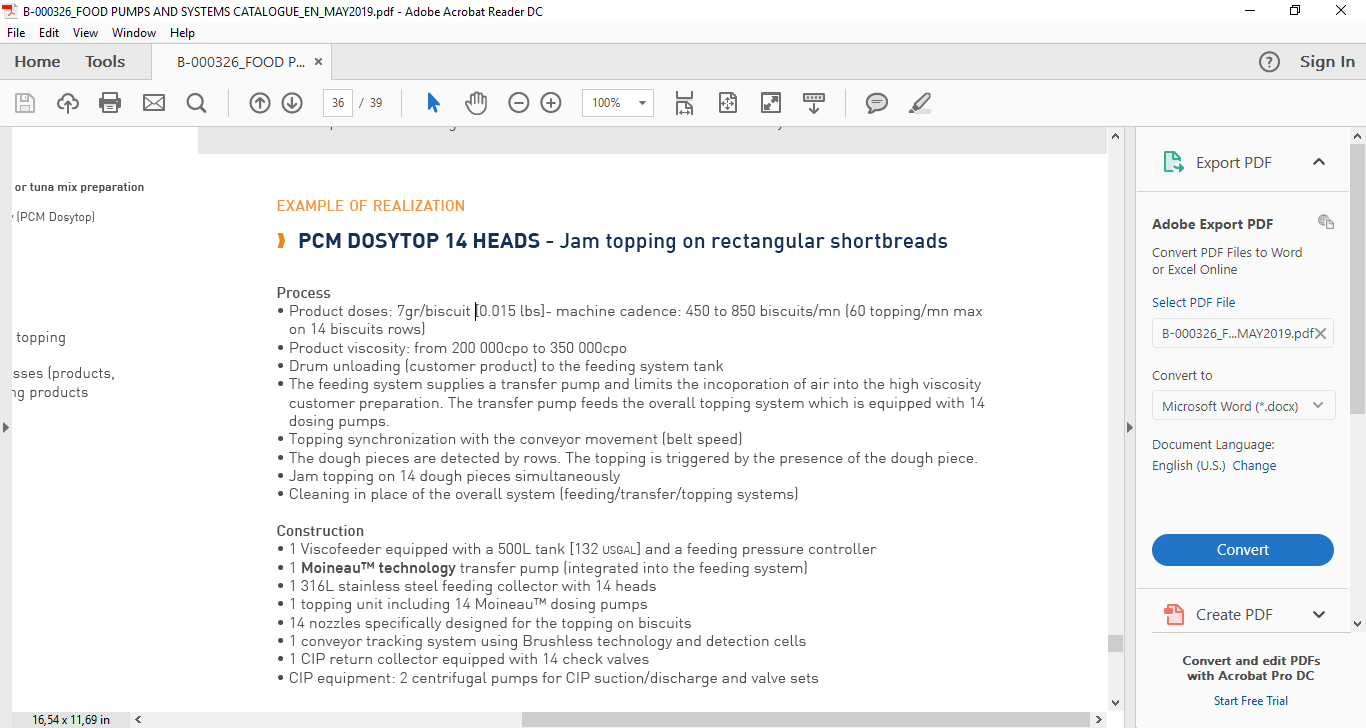 B-000326_FOOD PUMPS AND SYSTEMS CATALOGUE_EN_MAY2019.pdf - Adobe Acrobat Reader DC
File Edit View Window Help
Home Tools B-000326_FOOD P... × Sign In
36 / 39 100%
or tuna mix preparation
(PCM Dosytop)
topping
sses (products,
ng products
EXAMPLE OF REALIZATION
PCM DOSYTOP 14 HEADS - Jam topping on rectangular shortbreads
Process
• Product doses: 7gr/biscuit [0.015 lbs]- machine cadence: 450 to 850 biscuits/mn (60 topping/mn max
on 14 biscuits rows)
• Product viscosity: from 200 000cpo to 350 000cpo
• Drum unloading (customer product) to the feeding system tank
• The feeding system supplies a transfer pump and limits the incoporation of air into the high viscosity
customer preparation. The transfer pump feeds the overall topping system which is equipped with 14
dosing pumps.
• Topping synchronization with the conveyor movement (belt speed)
• The dough pieces are detected by rows. The topping is triggered by the presence of the dough piece.
• Jam topping on 14 dough pieces simultaneously
• Cleaning in place of the overall system (feeding/transfer/topping systems)
Construction
• 1 Viscofeeder equipped with a 500L tank [132 USGAL] and a feeding pressure controller
• 1 Moineau™ technology transfer pump (integrated into the feeding system)
• 1 316L stainless steel feeding collector with 14 heads
• 1 topping unit including 14 Moineau™ dosing pumps
• 14 nozzles specifically designed for the topping on biscuits
• 1 conveyor tracking system using Brushless technology and detection cells
• 1 CIP return collector equipped with 14 check valves
• CIP equipment: 2 centrifugal pumps for CIP suction/discharge and valve sets
16,54 x 11,69 in
Export PDF
Adobe Export PDF
Convert PDF Files to Word
or Excel Online
Select PDF File
B-000326_F...MAY2019.pdf
Convert to
Microsoft Word (*.docx)
Document Language:
English (U.S.) Change
Convert
Create PDF
Convert and edit PDFs
with Acrobat Pro DC
Start Free Trial